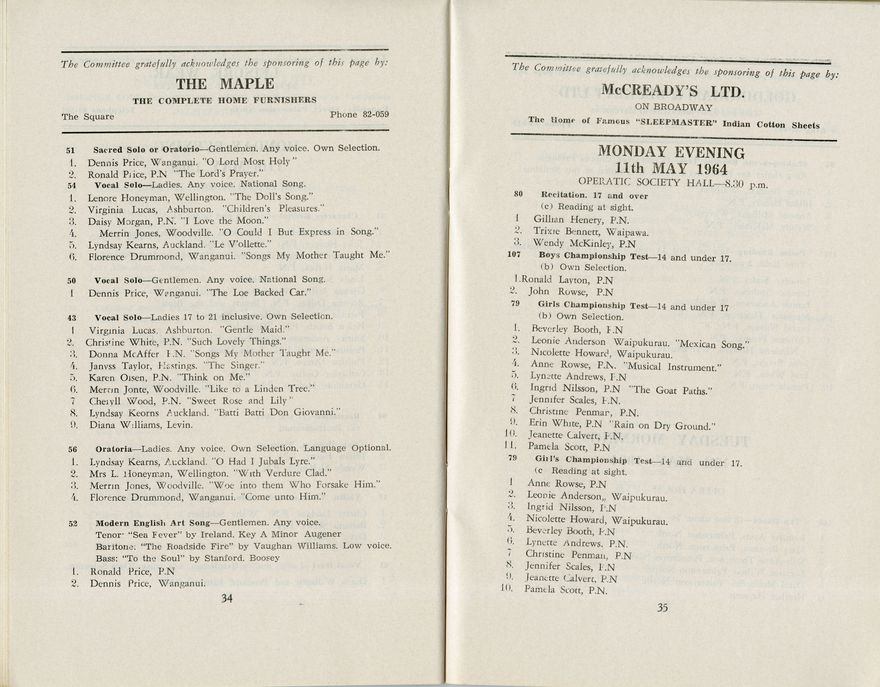 The Committee gratefully acknowledges the sponsoring of this page by:
THE MAPLE
THE COMPLETE HOME FURNISHERS
The Square Phone 82-059
51 Sacred Solo or Oratorio—Gentlemen. Any voice. Own Selection.
1. Dennis Price, Wanganui. "O Lord Most Holy"
2. Ronald Price, P.N "The Lord's Prayer."
54 Vocal Solo—Ladies. Any voice. National Song.
1. Lenore Honeyman, Wellington. "The Doll's Song."
2. Virginia Lucas, Ashburton. "Children's Pleasures."
3. Daisy Morgan, P.N. "I Love the Moon."
4. Merrin Jones, Woodville. "O Could I But Express in Song."
5. Lyndsay Kearns, Auckland. "Le V'ollette."
6. Florence Drummond, Wanganui. "Songs My Mother Taught Me."
50 Vocal Solo—Gentlemen. Any voice. National Song.
1 Dennis Price, Wanganui. "The Loe Backed Car."
43 Vocal Solo—Ladies 17 to 21 inclusive. Own Selection.
1 Virginia Lucas. Ashburton. "Gentle Maid."
2. Christine White, P.N. "Such Lovely Things."
3. Donna McAffer P.N. "Songs My Mother Taught Me."
4. Janyss Taylor, Hastings. "The Singer."
5. Karen Olsen, P.N. "Think on Me."
6. Merrin Jonte, Woodville. "Like to a Linden Tree."
7 Cheryll Wood, P.N. "Sweet Rose and Lily"
8. Lyndsay Keorns Auckland. "Batti Batti Don Giovanni."
9. Diana Williams, Levin.
56 Oratoria—Ladies. Any voice. Own Selection. Language Optional.
1. Lyndsay Kearns, Auckland. "O Had I Jubals Lyre."
2. Mrs L. Honeyman, Wellington. "With Verdure Clad."
3. Merrin Jones, Woodville. "Woe into them Who Forsake Him."
4. Florence Drummond, Wanganui. "Come unto Him."
52 Modern English Art Song—Gentlemen. Any voice.
Tenor "Sea Fever" by Ireland. Key A Minor Augener
Baritone: "The Roadside Fire" by Vaughan Williams. Low voice.
Bass: "To the Soul" by Stanford. Boosey
1. Ronald Price, P.N
2. Dennis Price, Wanganui.
34
The Committee gratefully acknowledges the sponsoring of this page by:
McCREADY'S LTD.
ON BROADWAY
The Home of Famous "SLEEPMASTER" Indian Cotton Sheets
MONDAY EVENING
11th MAY 1964
OPERATIC SOCIETY HALL—8.30 p.m.
80 Recitation. 17 and over
(c) Reading at sight.
1 Gillian Henery, P.N.
2. Trixie Bennett, Waipawa.
3. Wendy McKinley, P.N
107 Boys Championship Test—14 and under 17.
(b) Own Selection.
1. Ronald Layton, P.N
2. John Rowse, P.N.
79 Girls Championship Test—14 and under 17
(b) Own Selection.
1. Beverley Booth, P.N
2. Leonie Anderson Waipukurau. "Mexican Song."
3. Nicolette Howard, Waipukurau.
4. Anne Rowse, P.N. "Musical Instrument."
5. Lynette Andrews, P.N
6. Ingrid Nilsson, P.N "The Goat Paths."
7 Jennifer Scales, P.N.
8. Christine Penman, P.N.
9. Erin White, P.N "Rain on Dry Ground."
10. Jeanette Calvert, P.N.
11. Pamela Scott, P.N
79 Girl's Championship Test—14 and under 17.
(c Reading at sight.
1 Anne Rowse, P.N
2. Leonie Anderson, Waipukurau.
3. Ingrid Nilsson, P.N
4. Nicolette Howard, Waipukurau.
5. Beverley Booth, P.N
6. Lynette Andrews, P.N.
7 Christine Penman, P.N
8. Jennifer Scales, P.N
9. Jeanette Calvert, P.N
10. Pamela Scott, P.N.
35